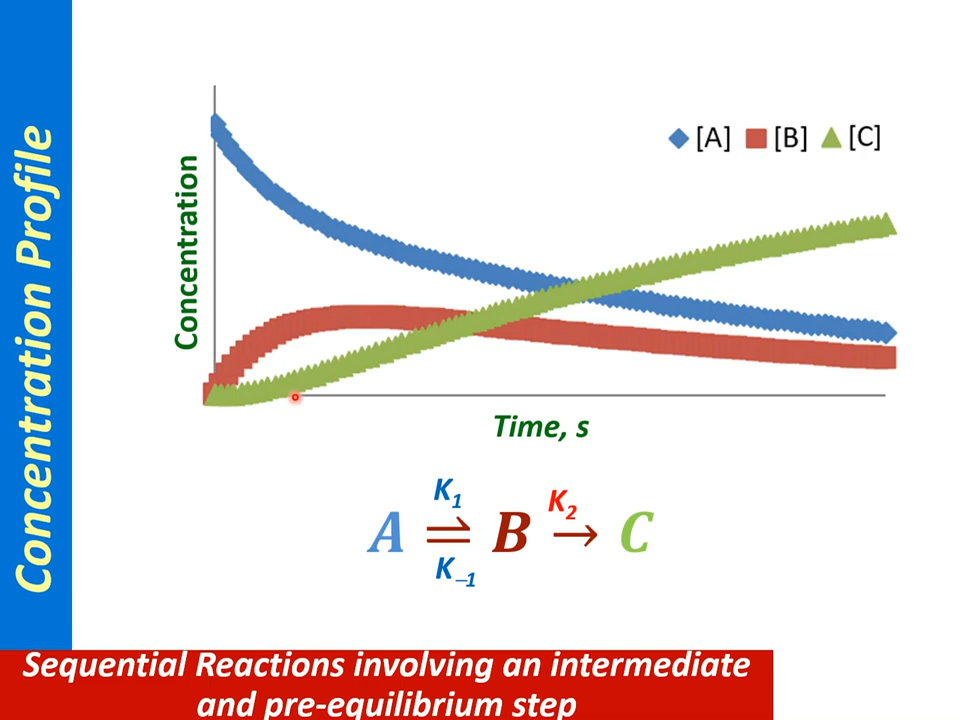 Concentration Profile
[A] [B] [C]
Concentration
Time, s
K₁
A ⇌ B → C
K₂
K₋₁
Sequential Reactions involving an intermediate
and pre-equilibrium step